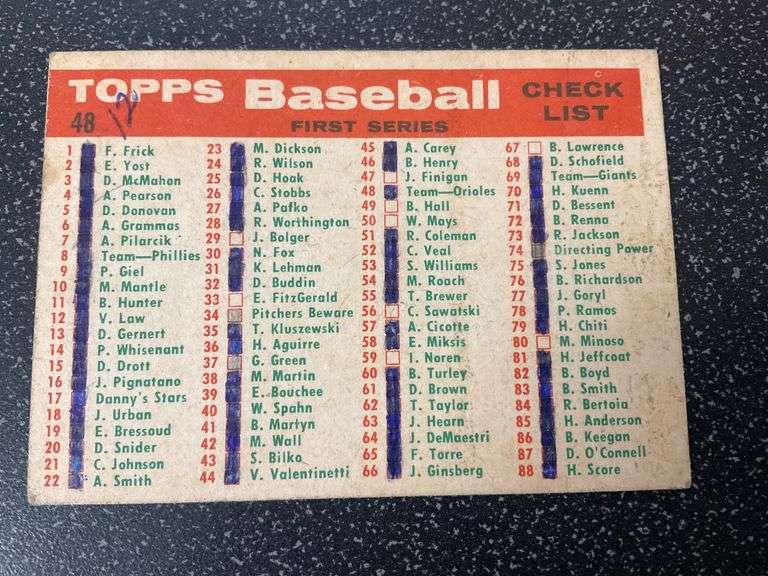 TOPPS Baseball CHECK LIST
48 12 FIRST SERIES
1 F. Frick
2 E. Yost
3 D. McMahon
4 A. Pearson
5 D. Donovan
6 A. Grammas
7 A. Pilarcik
8 Team—Phillies
9 P. Giel
10 M. Mantle
11 B. Hunter
12 V. Law
13 D. Gernert
14 P. Whisenant
15 D. Drott
16 J. Pignatano
17 Danny's Stars
18 J. Urban
19 E. Bressoud
20 D. Snider
21 C. Johnson
22 A. Smith
23 M. Dickson
24 R. Wilson
25 D. Hoak
26 C. Stobbs
27 A. Pafko
28 R. Worthington
29 J. Bolger
30 N. Fox
31 K. Lehman
32 D. Buddin
33 E. FitzGerald
34 Pitchers Beware
35 T. Kluszewski
36 H. Aguirre
37 G. Green
38 M. Martin
39 E. Bouchee
40 W. Spahn
41 B. Martyn
42 M. Wall
43 S. Bilko
44 V. Valentinetti
45 A. Carey
46 B. Henry
47 J. Finigan
48 Team—Orioles
49 B. Hall
50 W. Mays
51 R. Coleman
52 C. Veal
53 S. Williams
54 M. Roach
55 T. Brewer
56 C. Sawatski
57 A. Cicotte
58 E. Miksis
59 I. Noren
60 B. Turley
61 D. Brown
62 T. Taylor
63 J. Hearn
64 J. DeMaestri
65 F. Torre
66 J. Ginsberg
67 B. Lawrence
68 D. Schofield
69 Team—Giants
70 H. Kuenn
71 D. Bessent
72 B. Renna
73 R. Jackson
74 Directing Power
75 S. Jones
76 B. Richardson
77 J. Goryl
78 P. Ramos
79 H. Chiti
80 M. Minoso
81 H. Jeffcoat
82 B. Boyd
83 B. Smith
84 R. Bertoia
85 H. Anderson
86 B. Keegan
87 D. O'Connell
88 H. Score